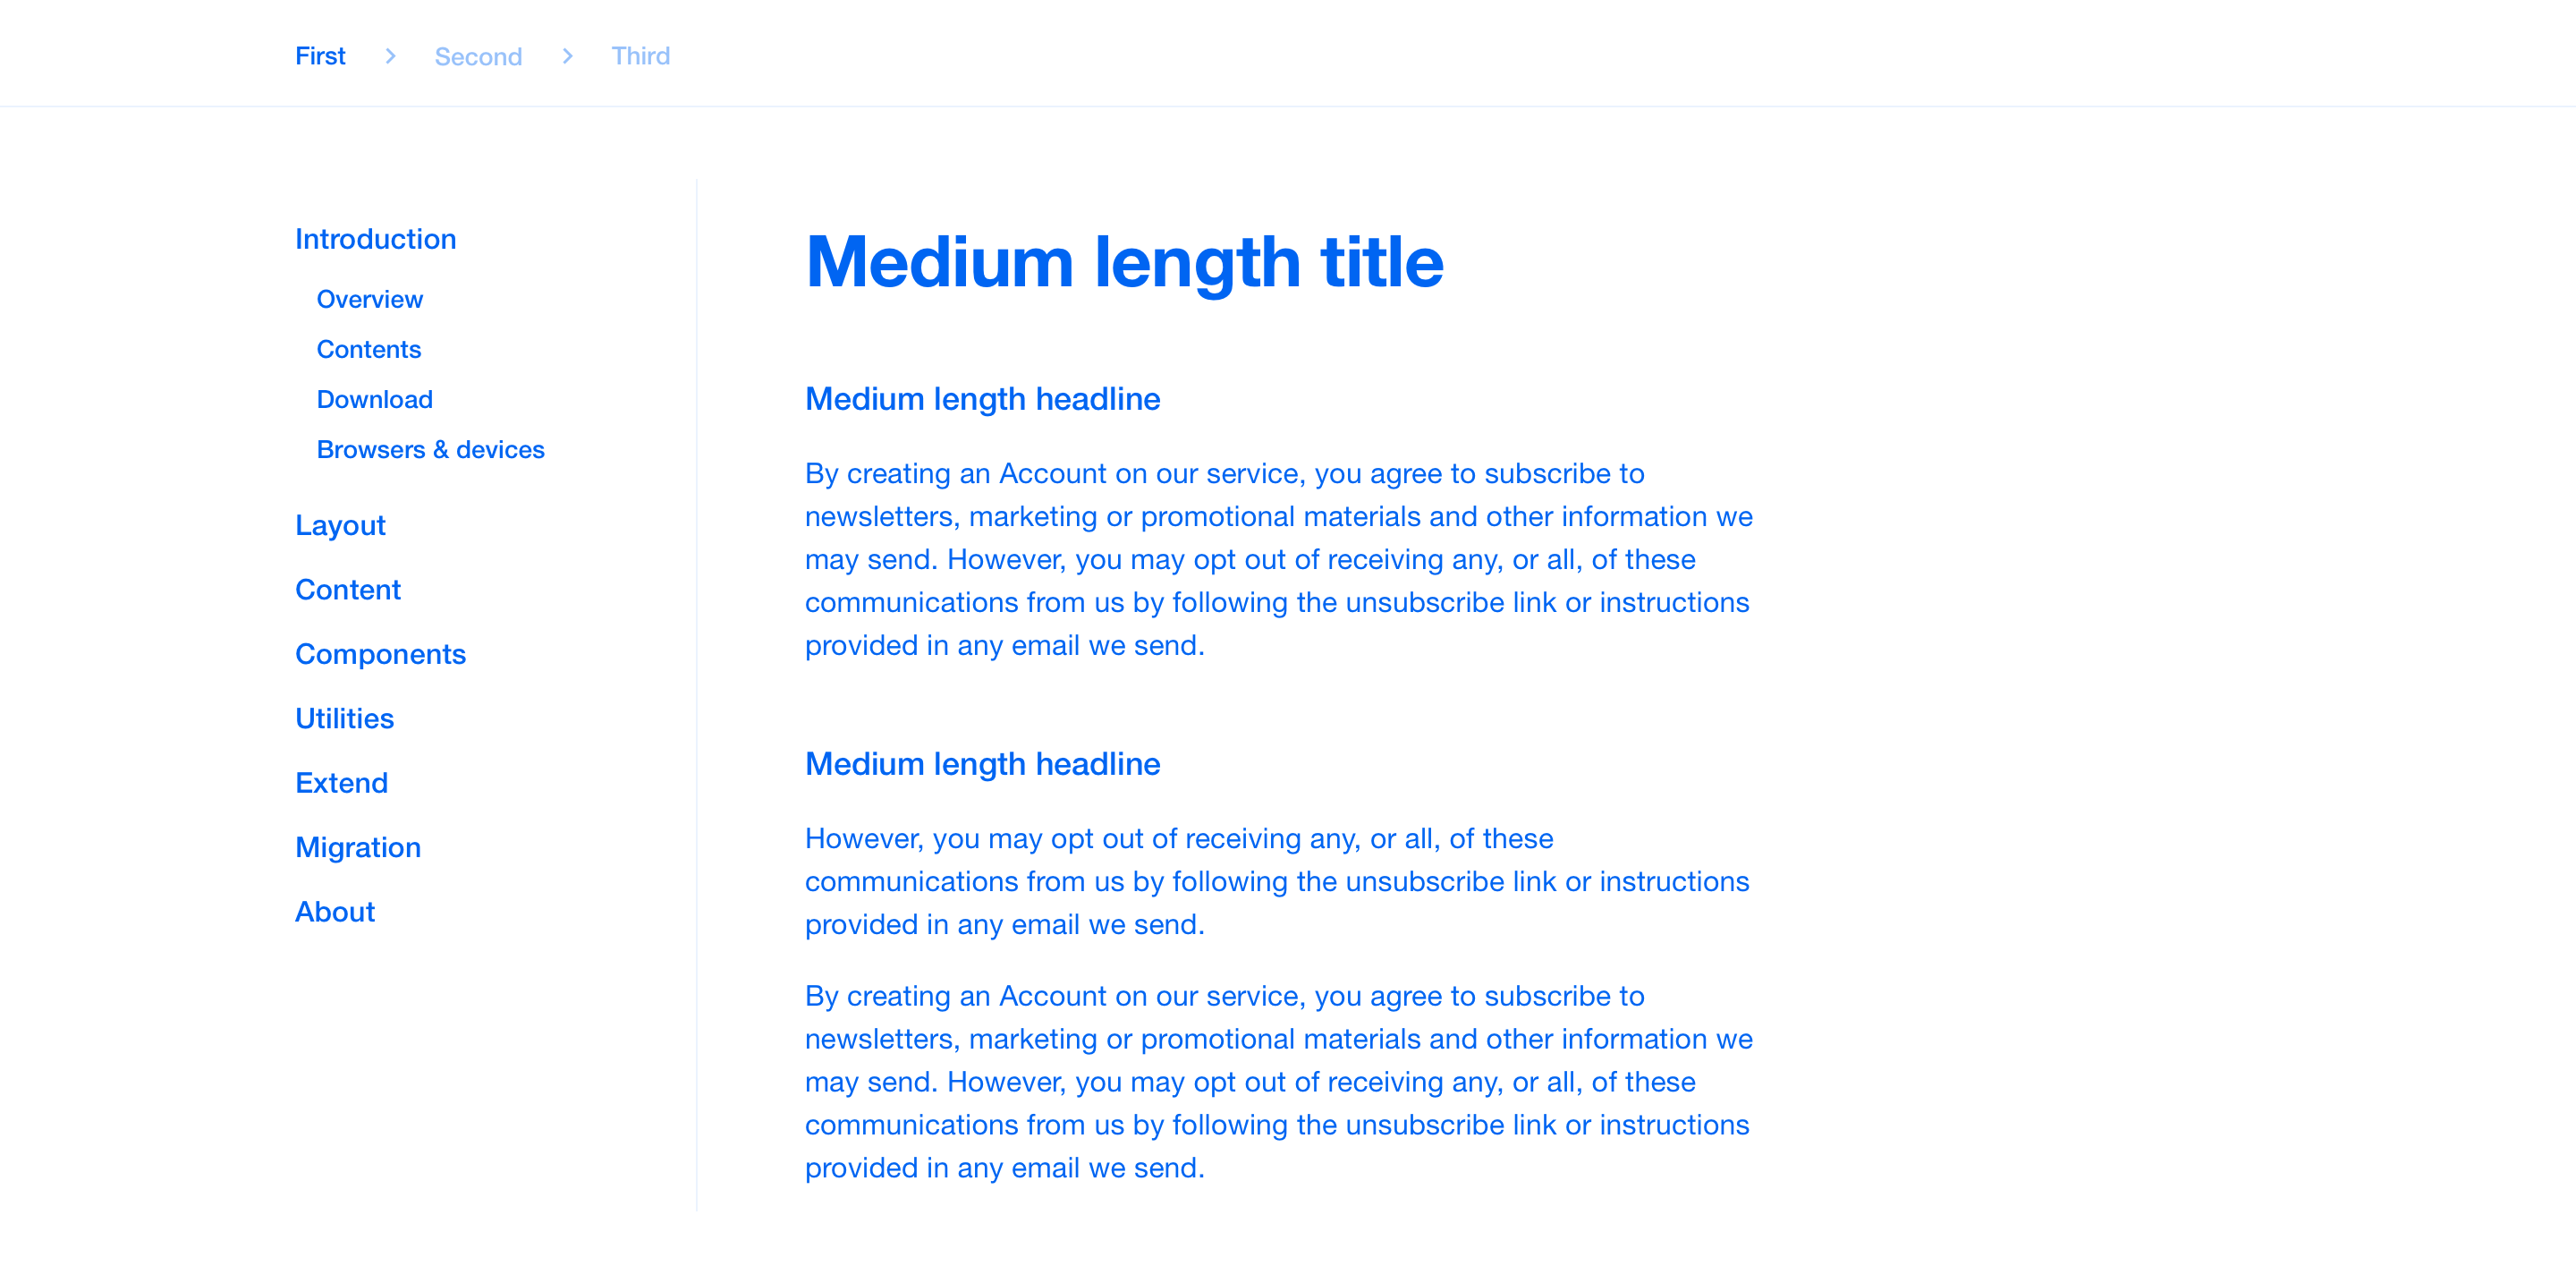 First
Second
Third
Introduction
Overview
Contents
Download
Browsers & devices
Layout
Content
Components
Utilities
Extend
Migration
About
Medium length title
Medium length headline
By creating an Account on our service, you agree to subscribe to
newsletters, marketing or promotional materials and other information we
may send. However, you may opt out of receiving any, or all, of these
communications from us by following the unsubscribe link or instructions
provided in any email we send.
Medium length headline
However, you may opt out of receiving any, or all, of these
communications from us by following the unsubscribe link or instructions
provided in any email we send.
By creating an Account on our service, you agree to subscribe to
newsletters, marketing or promotional materials and other information we
may send. However, you may opt out of receiving any, or all, of these
communications from us by following the unsubscribe link or instructions
provided in any email we send.